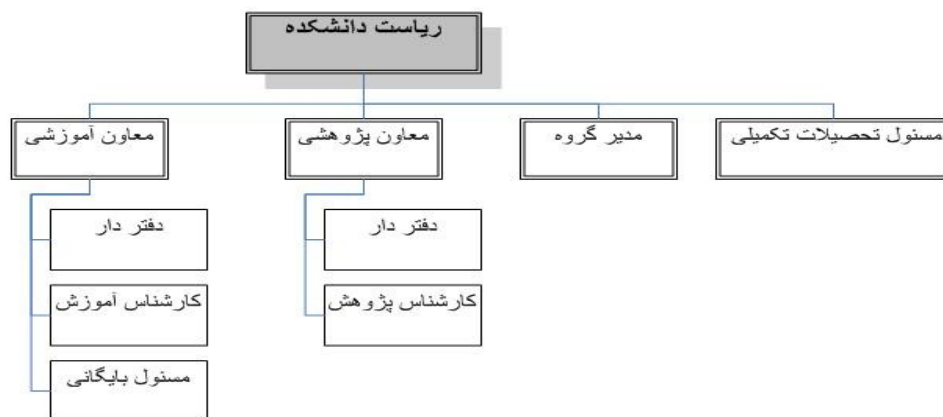 ریاست دانشکده
مسئول تحصیلات تکمیلی
مدیر گروه
معاون پژوهشی
معاون آموزشی
دفتر دار
دفتر دار
کارشناس پژوهش
کارشناس آموزش
مسئول بایگانی